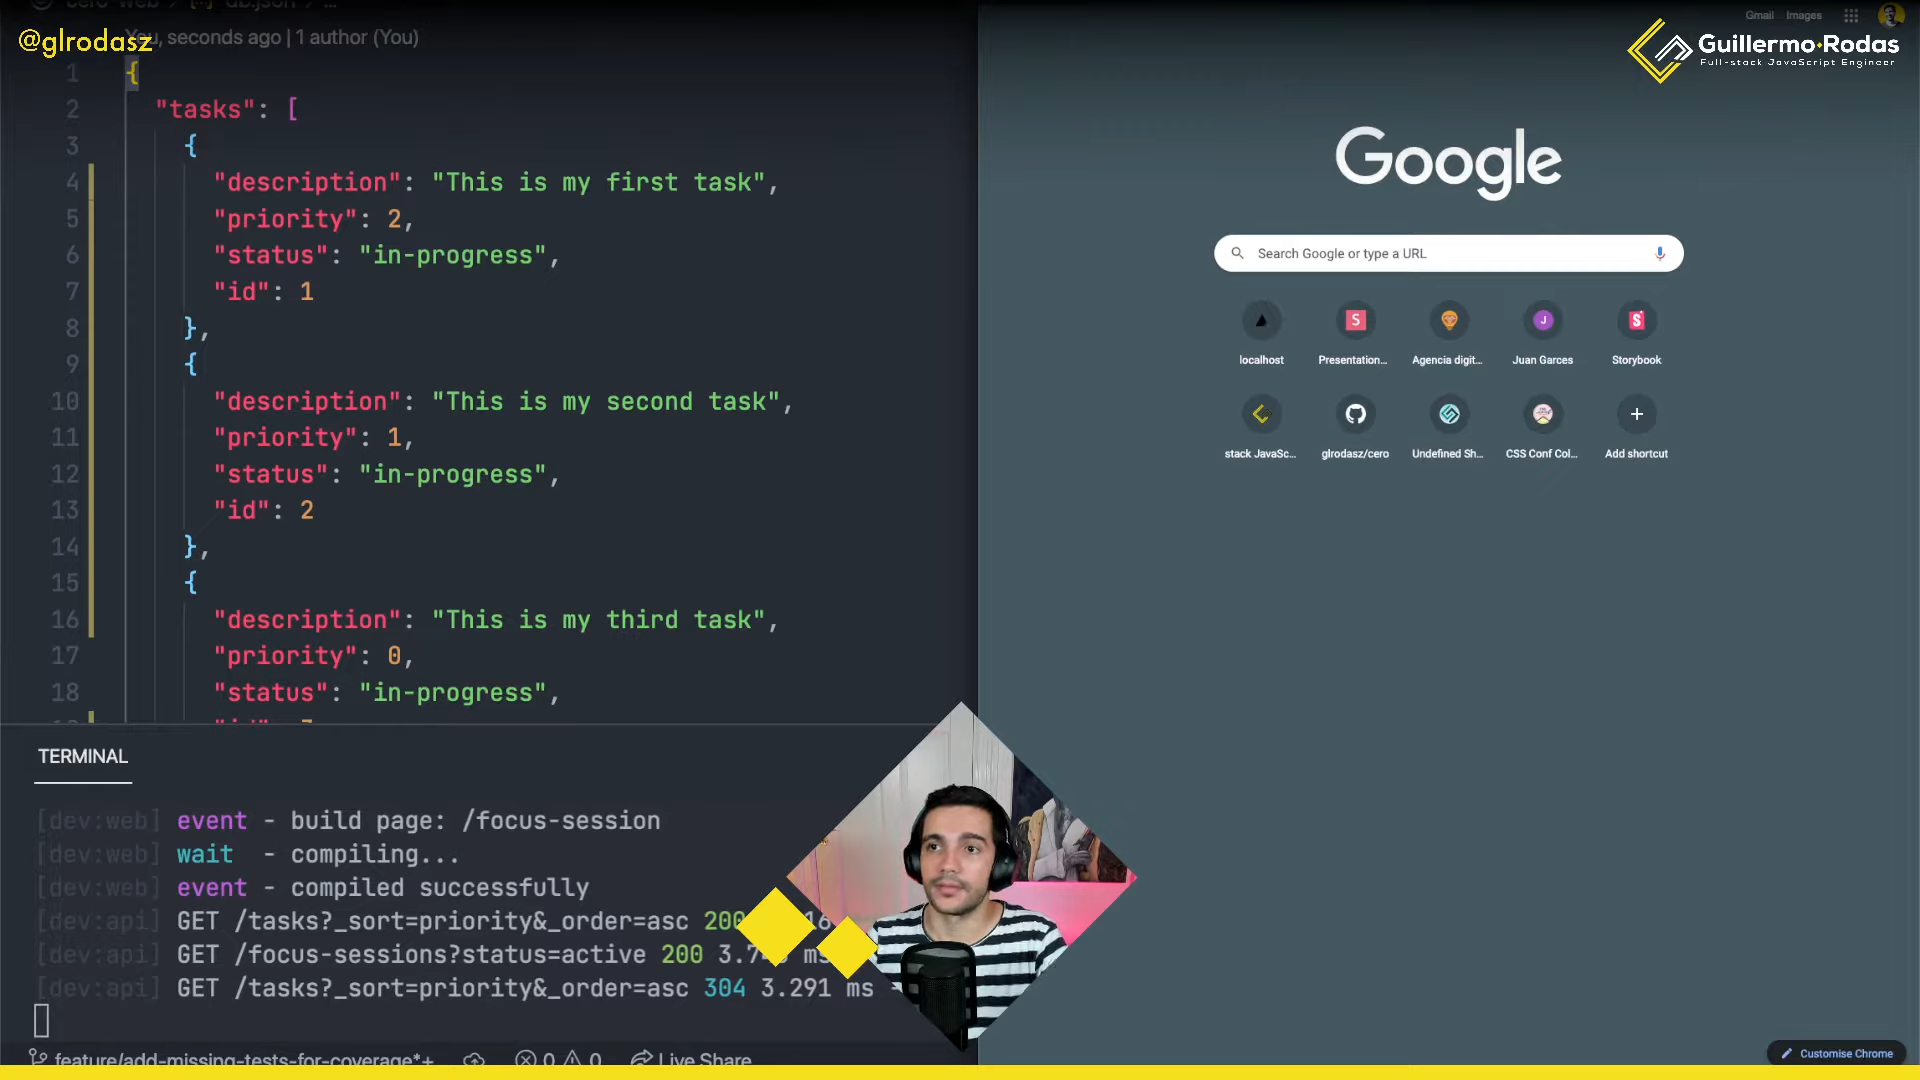 cero-web > db.json > ...
@glrodasz
You, seconds ago | 1 author (You)
1 {
2 "tasks": [
3 {
4 "description": "This is my first task",
5 "priority": 2,
6 "status": "in-progress",
7 "id": 1
8 },
9 {
10 "description": "This is my second task",
11 "priority": 1,
12 "status": "in-progress",
13 "id": 2
14 },
15 {
16 "description": "This is my third task",
17 "priority": 0,
18 "status": "in-progress",
TERMINAL
[dev:web] event - build page: /focus-session
[dev:web] wait - compiling...
[dev:web] event - compiled successfully
[dev:api] GET /tasks?_sort=priority&_order=asc 200
[dev:api] GET /focus-sessions?status=active 200 3.7 ms
[dev:api] GET /tasks?_sort=priority&_order=asc 304 3.291 ms -
feature/add-missing-tests-for-coverage*+ 0 0 Live Share
Gmail Images
Guillermo Rodas
Full-stack JavaScript Engineer
Google
Search Google or type a URL
S J S
localhost Presentation... Agencia digit... Juan Garces Storybook
stack JavaSc... glrodasz/cero Undefined Sh... CSS Conf Col... Add shortcut
Customise Chrome